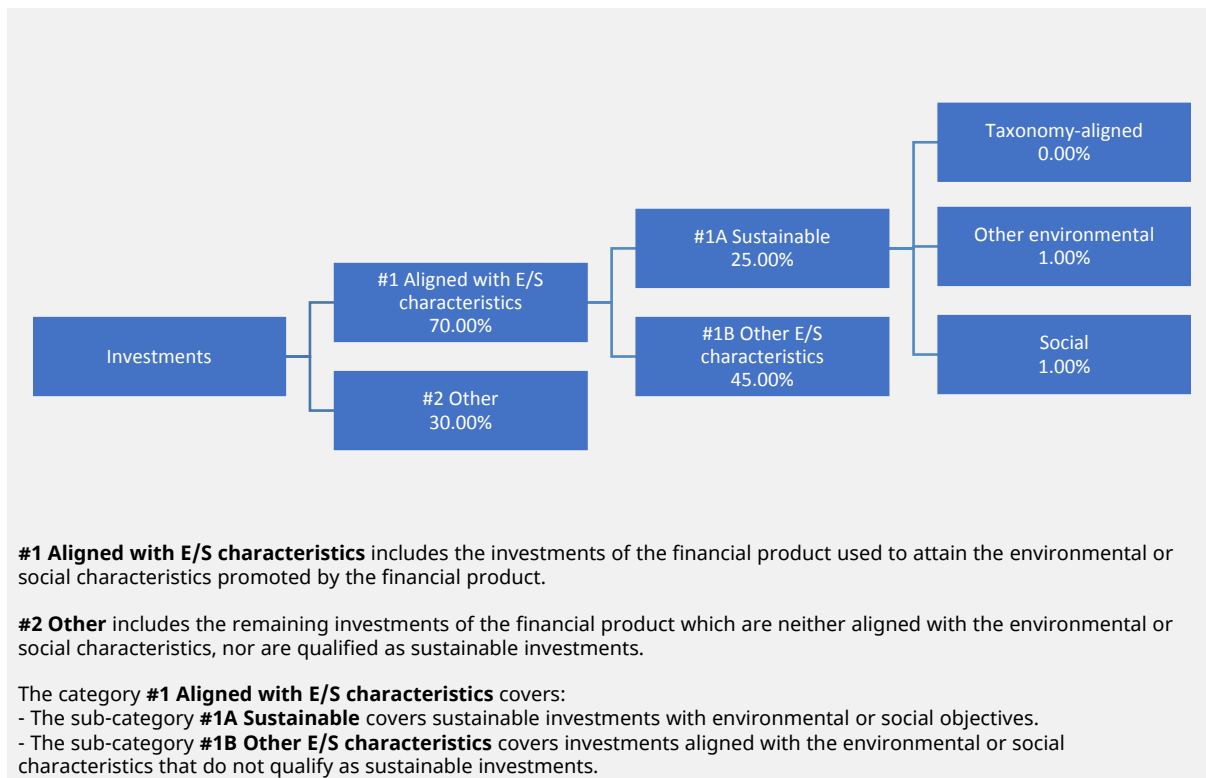 Investments
#1 Aligned with E/S
characteristics
70.00%
#2 Other
30.00%
#1A Sustainable
25.00%
#1B Other E/S
characteristics
45.00%
Taxonomy-aligned
0.00%
Other environmental
1.00%
Social
1.00%
#1 Aligned with E/S characteristics includes the investments of the financial product used to attain the environmental or
social characteristics promoted by the financial product.
#2 Other includes the remaining investments of the financial product which are neither aligned with the environmental or
social characteristics, nor are qualified as sustainable investments.
The category #1 Aligned with E/S characteristics covers:
- The sub-category #1A Sustainable covers sustainable investments with environmental or social objectives.
- The sub-category #1B Other E/S characteristics covers investments aligned with the environmental or social
characteristics that do not qualify as sustainable investments.